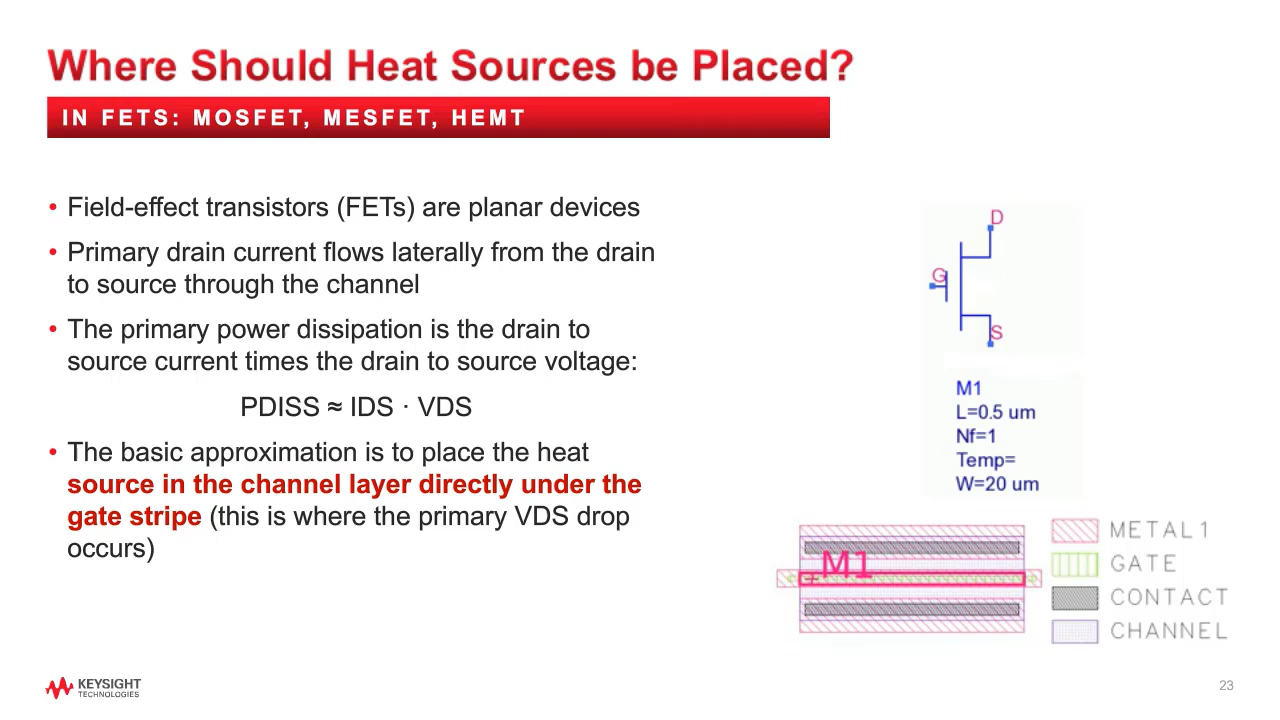 Where Should Heat Sources be Placed?
IN FETS: MOSFET, MESFET, HEMT
• Field-effect transistors (FETs) are planar devices
• Primary drain current flows laterally from the drain
to source through the channel
• The primary power dissipation is the drain to
source current times the drain to source voltage:
PDISS ≈ IDS · VDS
• The basic approximation is to place the heat
source in the channel layer directly under the
gate stripe (this is where the primary VDS drop
occurs)
D
G
S
M1
L=0.5 um
Nf=1
Temp=
W=20 um
M1
METAL1
GATE
CONTACT
CHANNEL
KEYSIGHT
TECHNOLOGIES
23